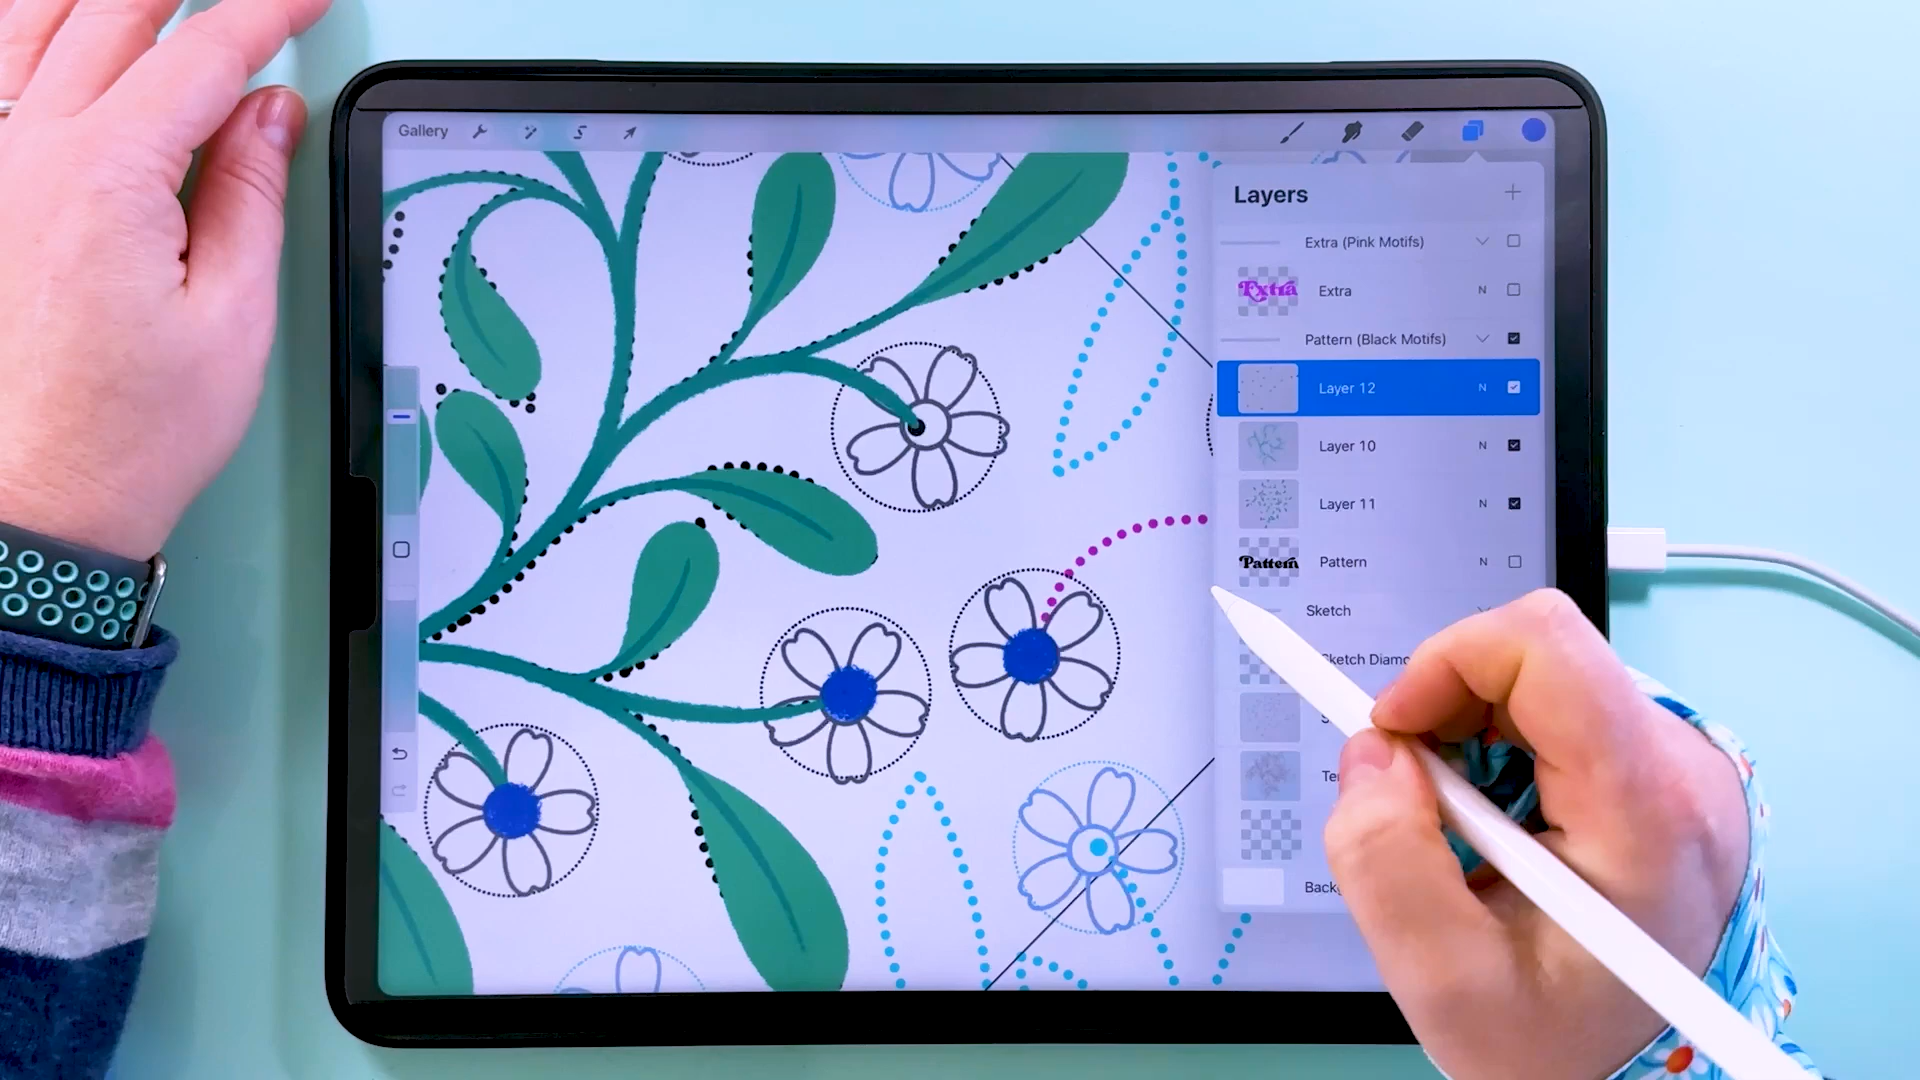 Gallery
Layers
Extra (Pink Motifs)
Extra
Extra
N
Pattern (Black Motifs)
Layer 12
N
Layer 10
N
Layer 11
N
Pattern
Pattern
N
Sketch